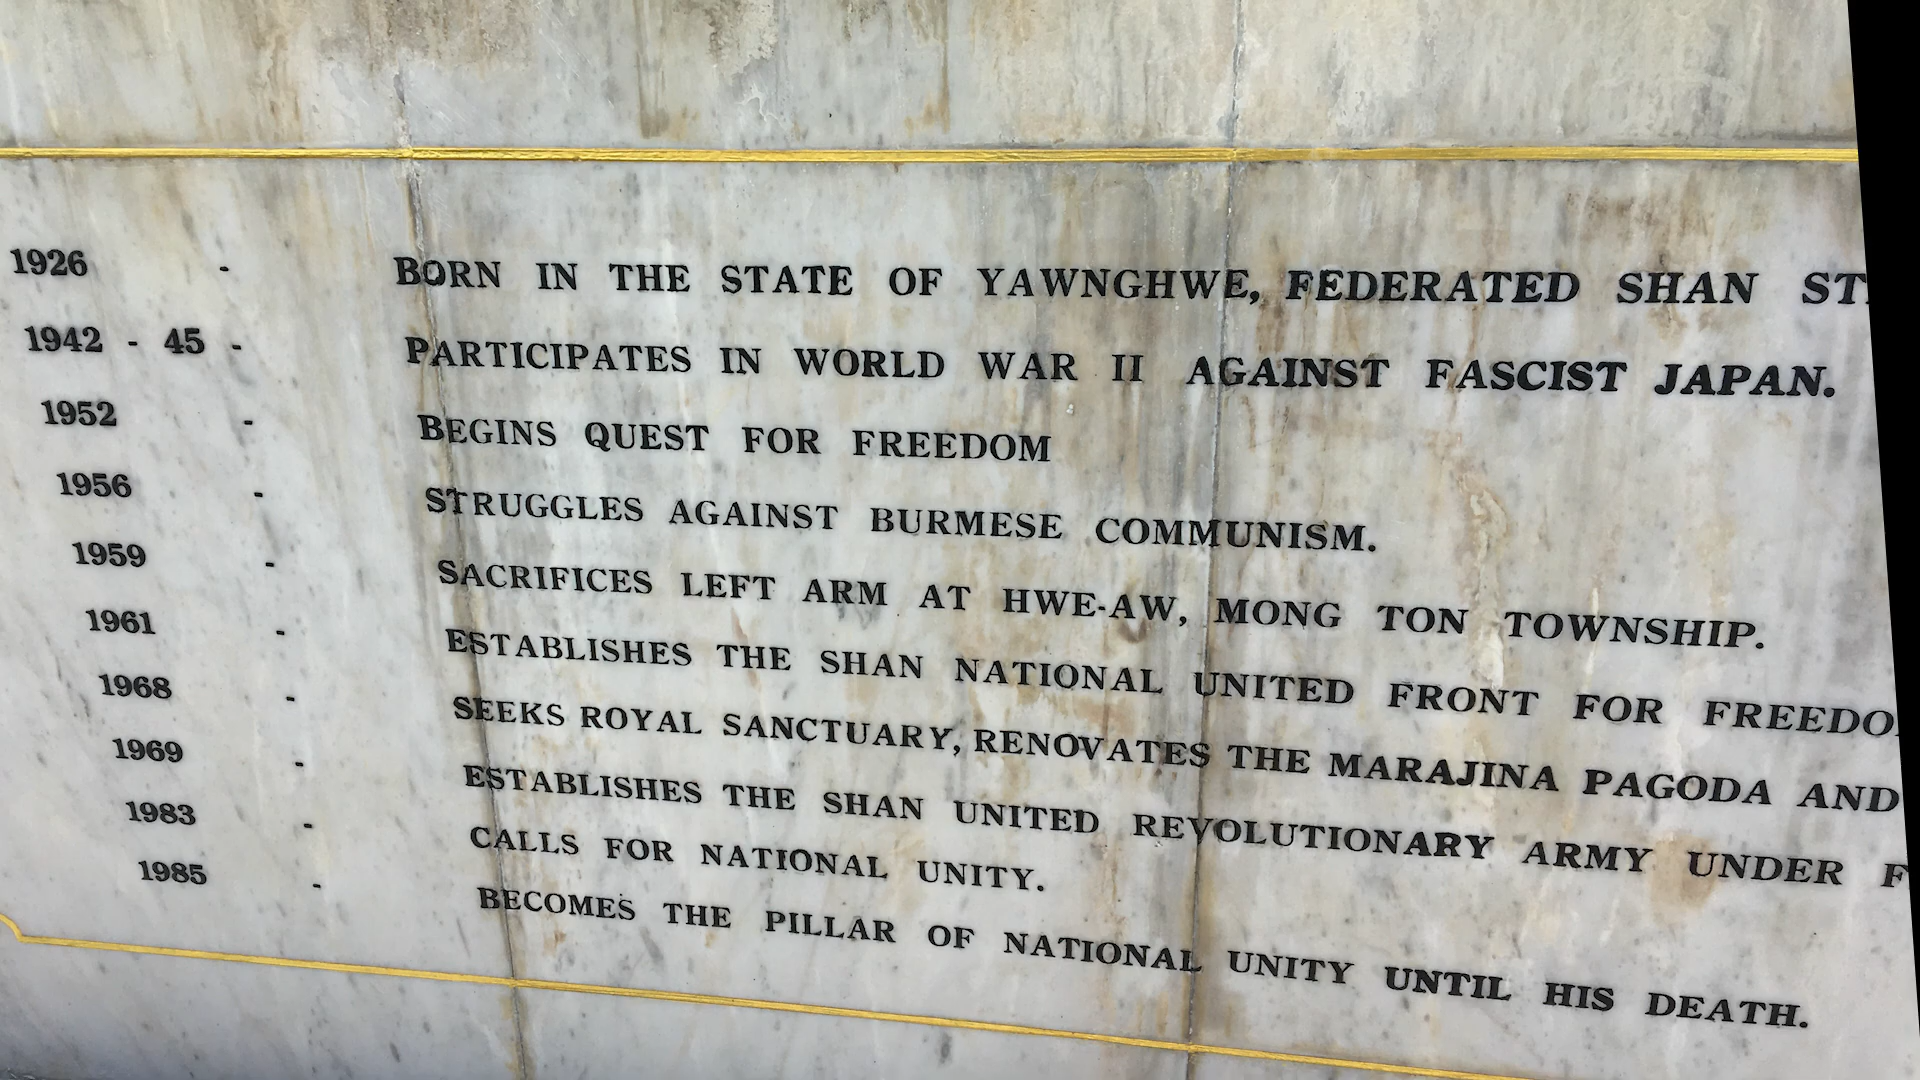 1926 - BORN IN THE STATE OF YAWNGHWE, FEDERATED SHAN
1942 - 45 - PARTICIPATES IN WORLD WAR II AGAINST FASCIST JAPAN.
1952 - BEGINS QUEST FOR FREEDOM
1956 - STRUGGLES AGAINST BURMESE COMMUNISM.
1959 - SACRIFICES LEFT ARM AT HWE-AW, MONG TON TOWNSHIP.
1961 - ESTABLISHES THE SHAN NATIONAL UNITED FRONT FOR
1968 - SEEKS ROYAL SANCTUARY, RENOVATES THE MARAJINA PAGODA AND
1969 - ESTABLISHES THE SHAN UNITED REVOLUTIONARY ARMY UNDER
1983 - CALLS FOR NATIONAL UNITY.
1985 - BECOMES THE PILLAR OF NATIONAL UNITY UNTIL HIS DEATH.